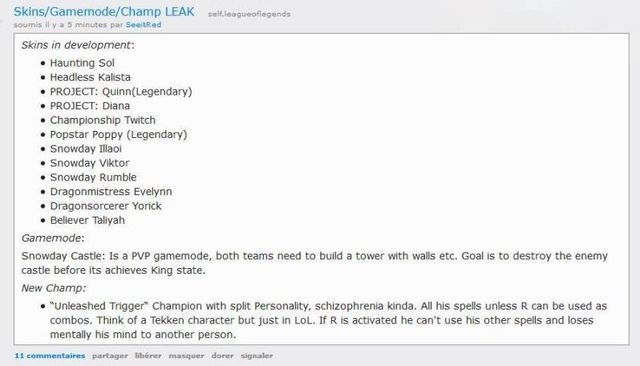 Skins/Gamemode/Champ LEAK self.leagueoflegends
soumis il y a 5 minutes par SeeitRed
Skins in development:
• Haunting Sol
• Headless Kalista
• PROJECT: Quinn(Legendary)
• PROJECT: Diana
• Championship Twitch
• Popstar Poppy (Legendary)
• Snowday Illaoi
• Snowday Viktor
• Snowday Rumble
• Dragonmistress Evelynn
• Dragonsorcerer Yorick
• Believer Taliyah
Gamemode:
Snowday Castle: Is a PVP gamemode, both teams need to build a tower with walls etc. Goal is to destroy the enemy
castle before its achieves King state.
New Champ:
• "Unleashed Trigger" Champion with split Personality, schizophrenia kinda. All his spells unless R can be used as
combos. Think of a Tekken character but just in LoL. If R is activated he can't use his other spells and loses
mentally his mind to another person.
11 commentaires partager libérer masquer dorer signaler